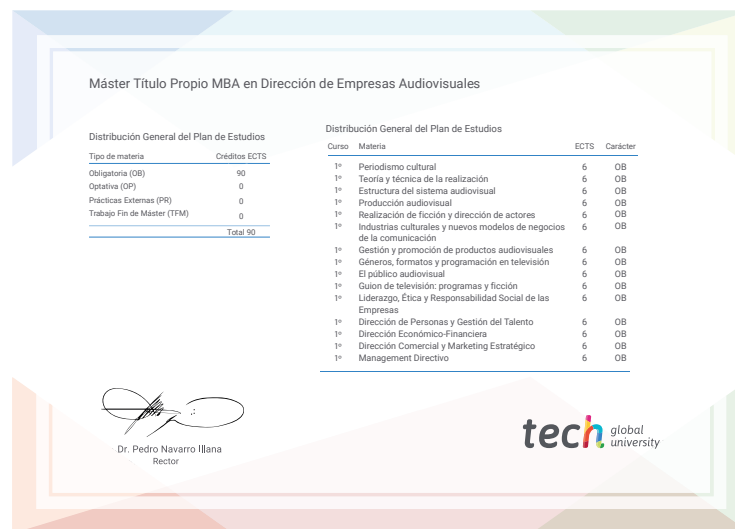 Máster Título Propio MBA en Dirección de Empresas Audiovisuales
Distribución General del Plan de Estudios
Tipo de materia Créditos ECTS
Obligatoria (OB) 90
Optativa (OP) 0
Prácticas Externas (PR) 0
Trabajo Fin de Máster (TFM) 0
Total 90
Distribución General del Plan de Estudios
Curso Materia ECTS Carácter
1º Periodismo cultural 6 OB
1º Teoría y técnica de la realización 6 OB
1º Estructura del sistema audiovisual 6 OB
1º Producción audiovisual 6 OB
1º Realización de ficción y dirección de actores 6 OB
1º Industrias culturales y nuevos modelos de negocios 6 OB
de la comunicación
1º Gestión y promoción de productos audiovisuales 6 OB
1º Géneros, formatos y programación en televisión 6 OB
1º El público audiovisual 6 OB
1º Guion de televisión: programas y ficción 6 OB
1º Liderazgo, Ética y Responsabilidad Social de las 6 OB
Empresas
1º Dirección de Personas y Gestión del Talento 6 OB
1º Dirección Económico-Financiera 6 OB
1º Dirección Comercial y Marketing Estratégico 6 OB
1º Management Directivo 6 OB
Dr. Pedro Navarro Illana
Rector
tech global
university